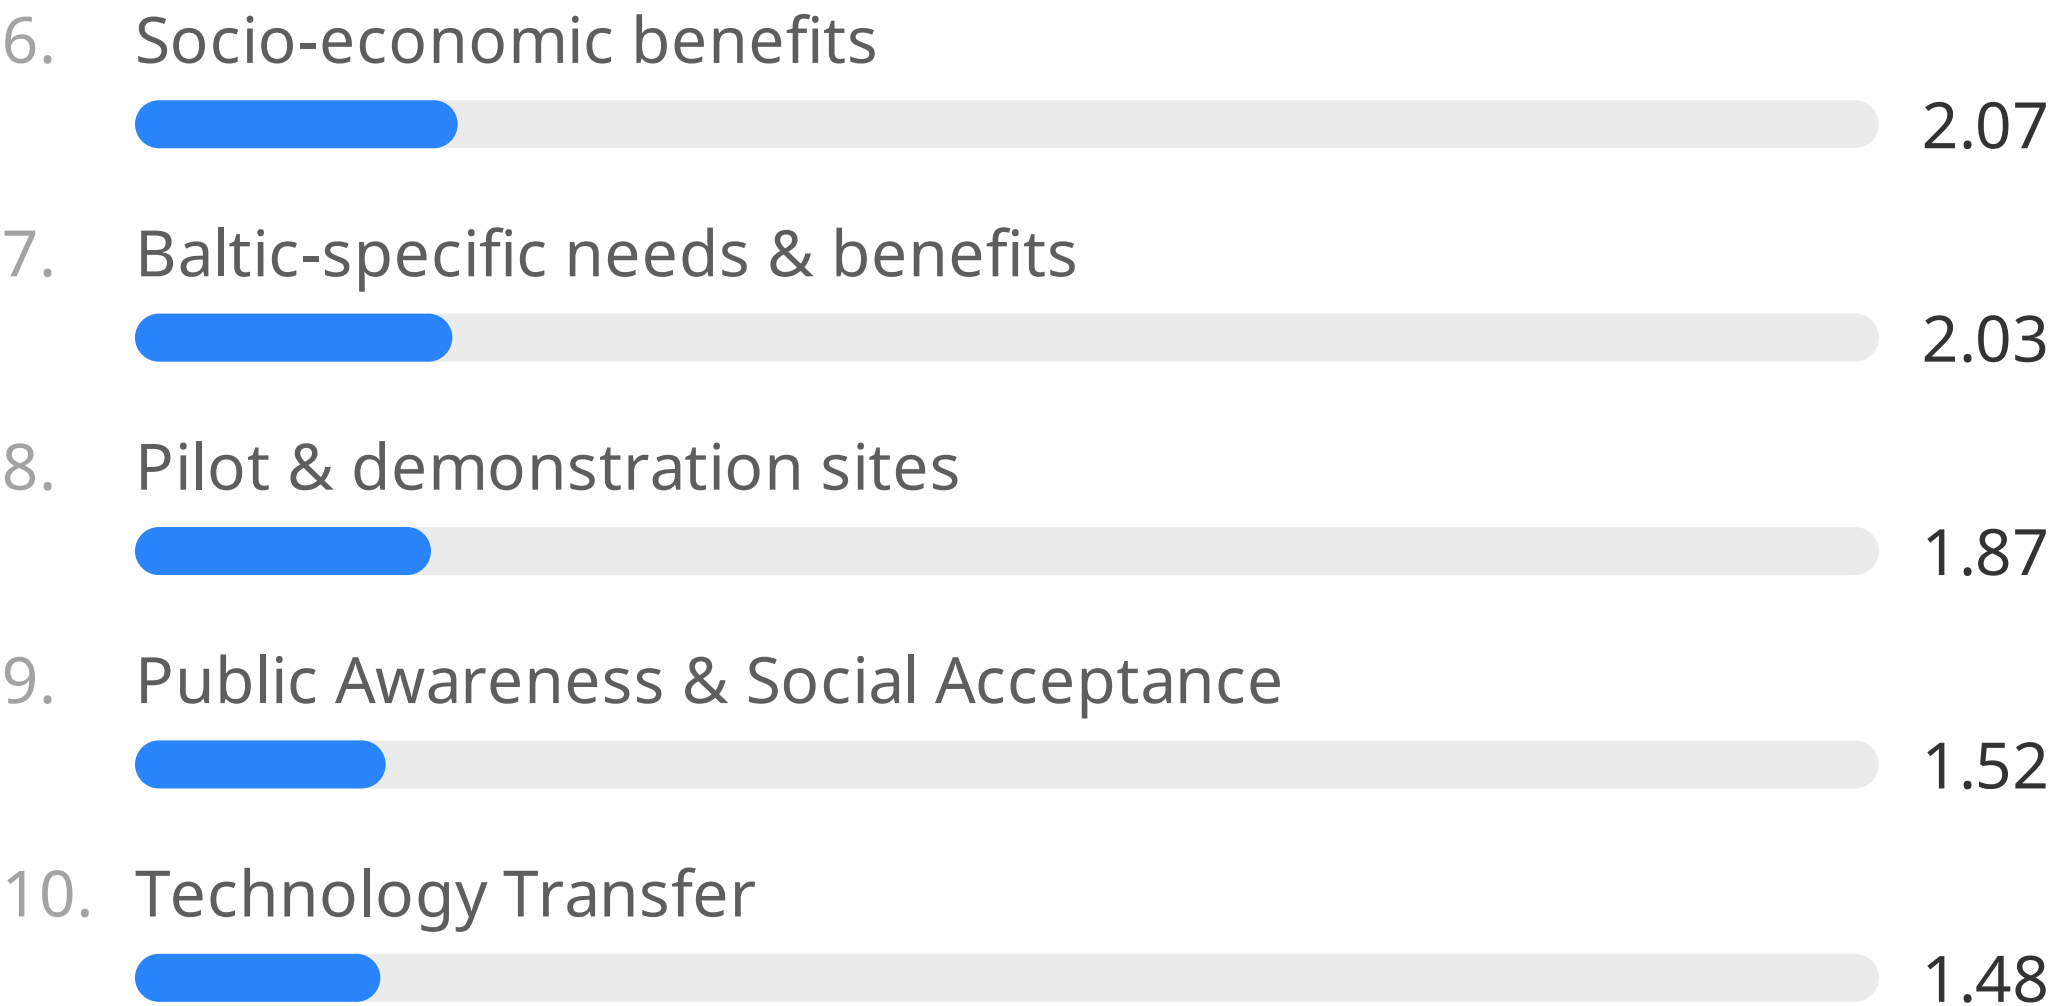 6. Socio-economic benefits
2.07
7. Baltic-specific needs & benefits
2.03
8. Pilot & demonstration sites
1.87
9. Public Awareness & Social Acceptance
1.52
10. Technology Transfer
1.48